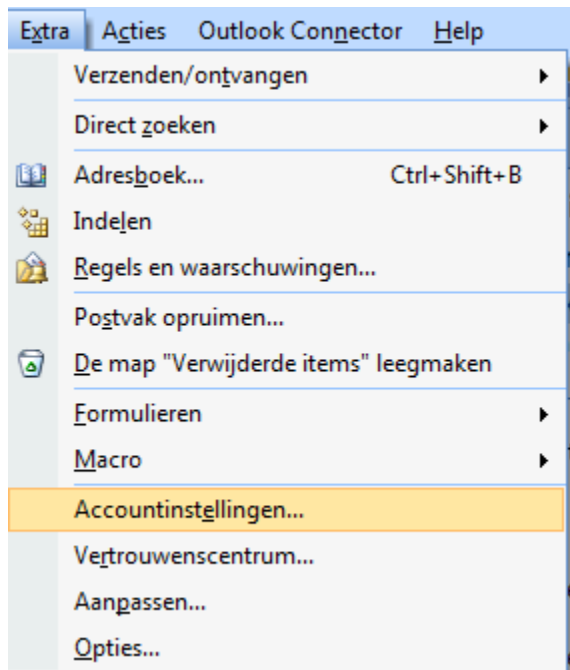 Extra Acties Outlook Connector Help
Verzenden/ontvangen
Direct zoeken
Adresboek... Ctrl+Shift+B
Indelen
Regels en waarschuwingen...
Postvak opruimen...
De map "Verwijderde items" leegmaken
Formulieren
Macro
Accountinstellingen...
Vertrouwenscentrum...
Aanpassen...
Opties...